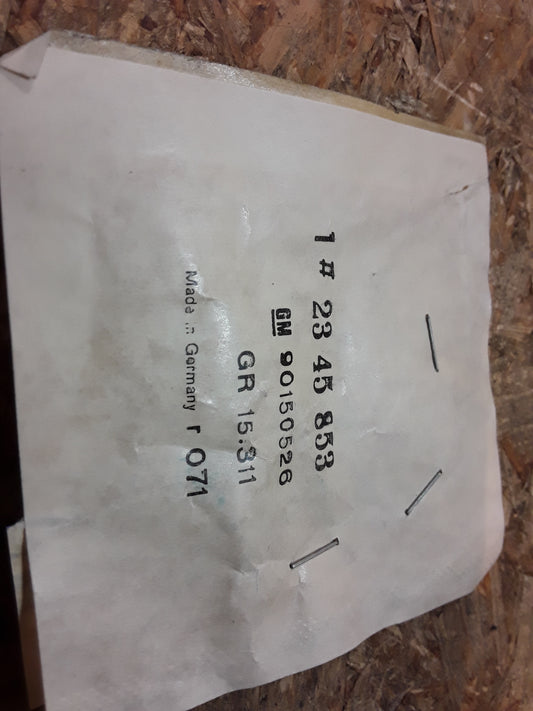 1 # 23 45 853
GM 90150526
GR 15.311
Made in Germany r 071